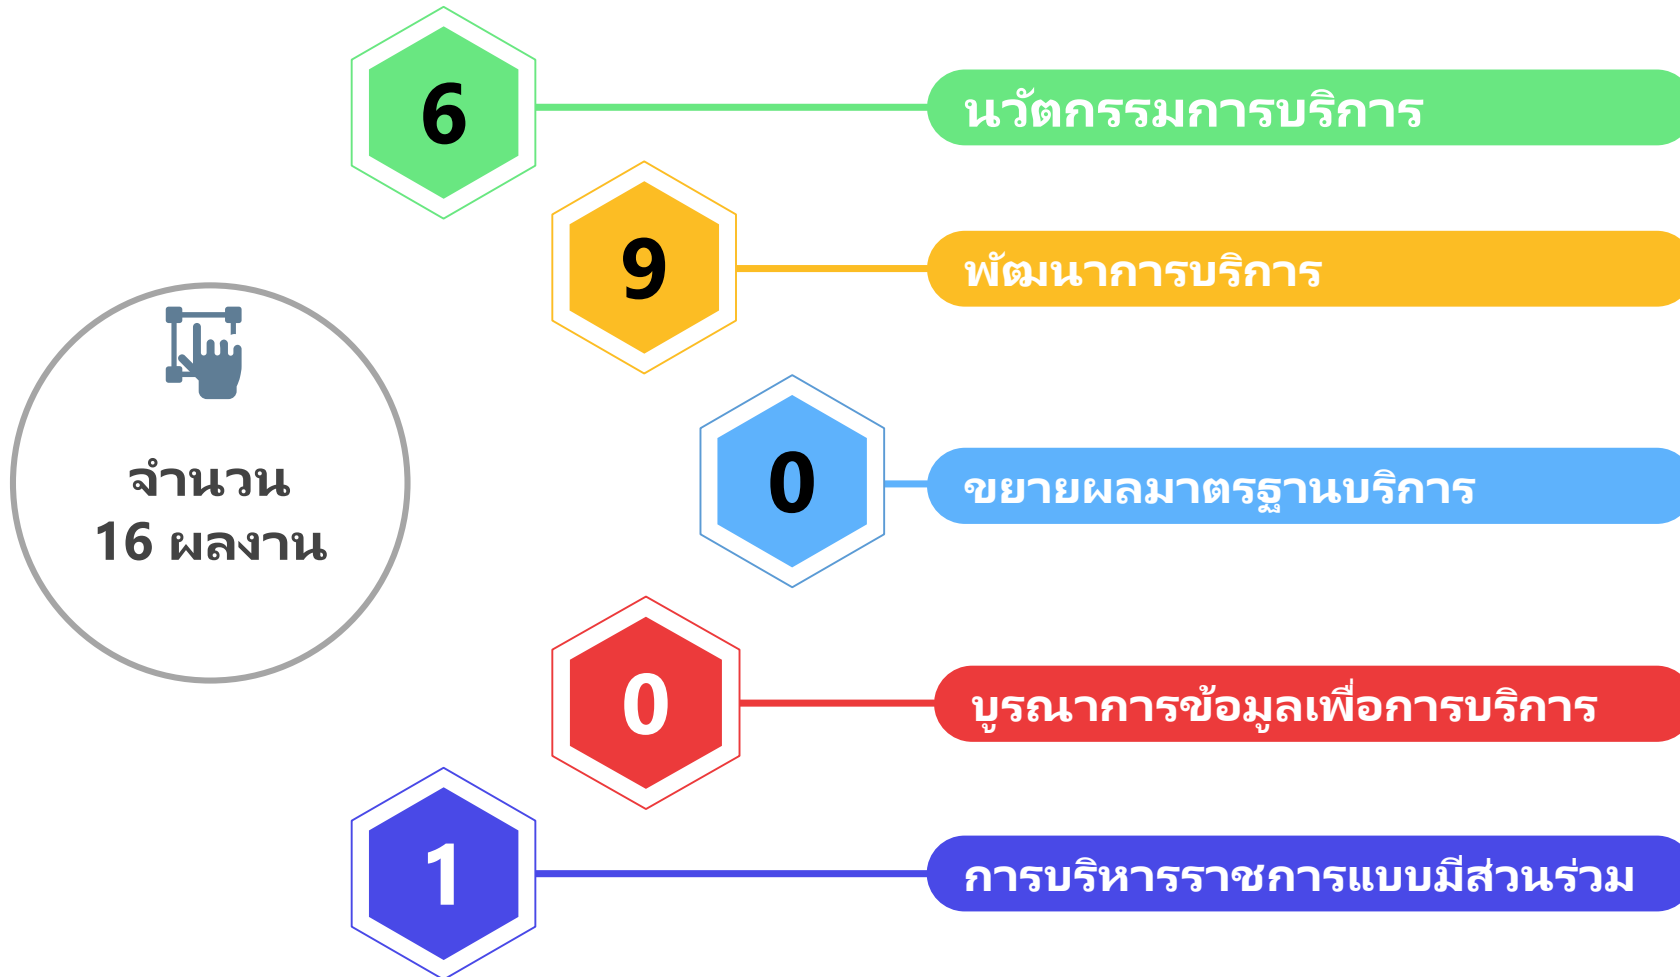 6
นวัตกรรมการบริการ
9
พัฒนาการบริการ
จำนวน
16 ผลงาน
0
ขยายผลมาตรฐานบริการ
0
บูรณาการข้อมูลเพื่อการบริการ
1
การบริหารราชการแบบมีส่วนร่วม